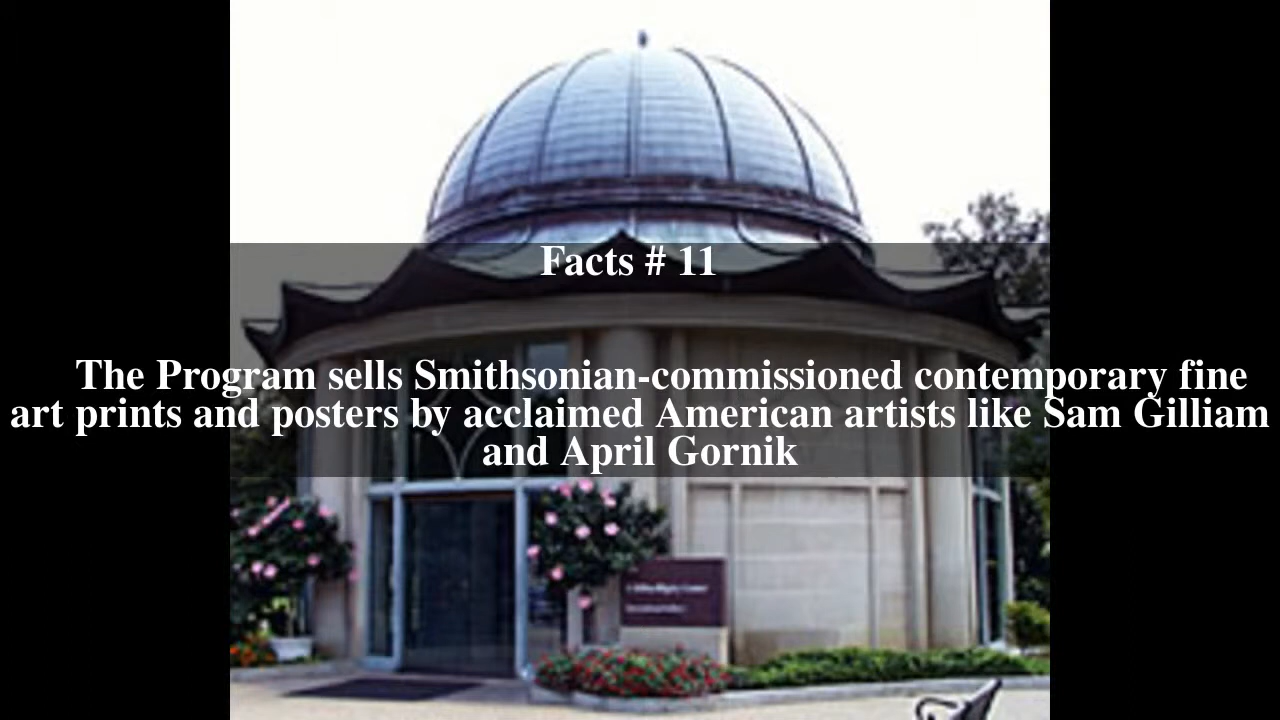 Facts # 11
The Program sells Smithsonian-commissioned contemporary fine
art prints and posters by acclaimed American artists like Sam Gilliam
and April Gornik